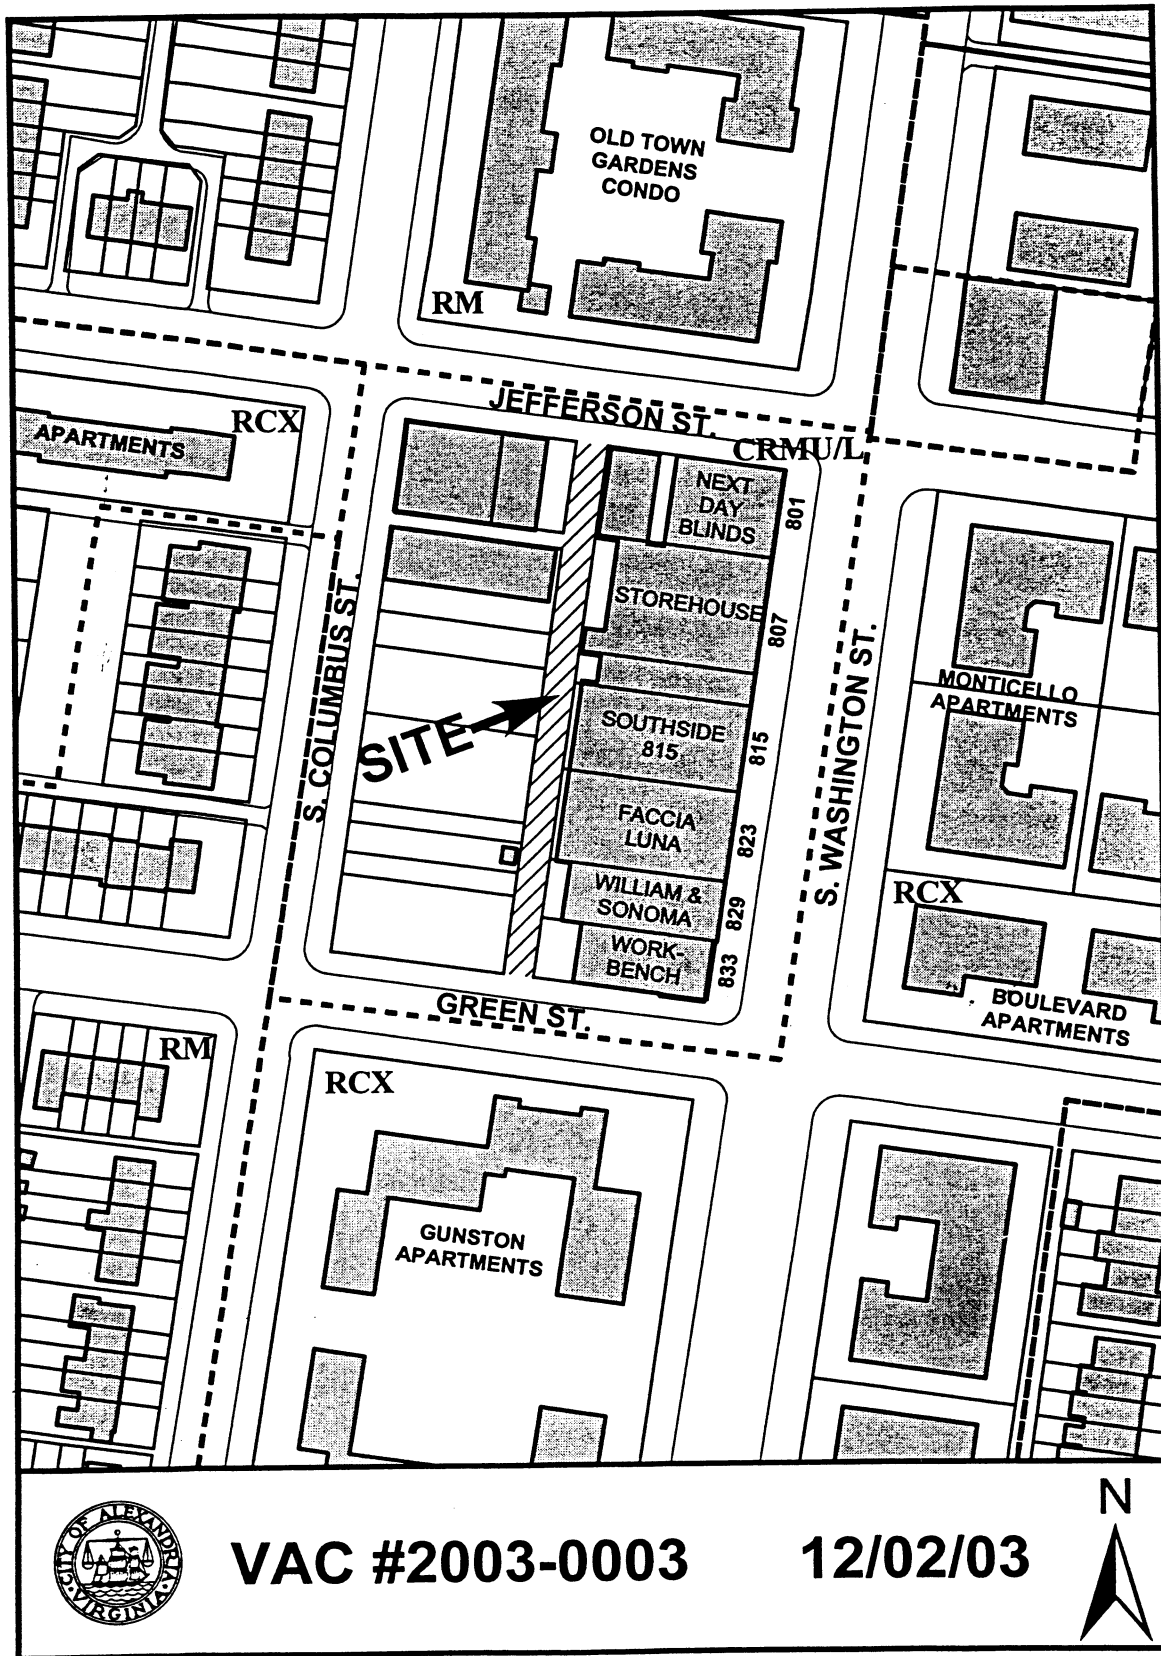 OLD TOWN
GARDENS
CONDO
RM
JEFFERSON ST.
RCX
APARTMENTS
CRMU/L
NEXT
DAY
BLINDS
801
STOREHOUSE
807
S. COLUMBUS ST.
SITE
SOUTHSIDE
815
815
S. WASHINGTON ST.
MONTICELLO
APARTMENTS
FACCIA
LUNA
823
WILLIAM &
SONOMA
829
RCX
WORK-
BENCH
833
GREEN ST.
BOULEVARD
APARTMENTS
RM
RCX
GUNSTON
APARTMENTS
CITY OF ALEXANDRIA
VIRGINIA
VAC #2003-0003
12/02/03
N